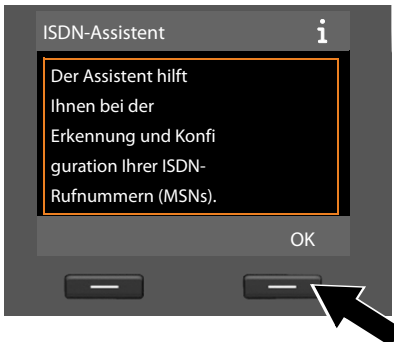 ISDN-Assistent i
Der Assistent hilft
Ihnen bei der
Erkennung und Konfi
guration Ihrer ISDN-
Rufnummern (MSNs).
OK